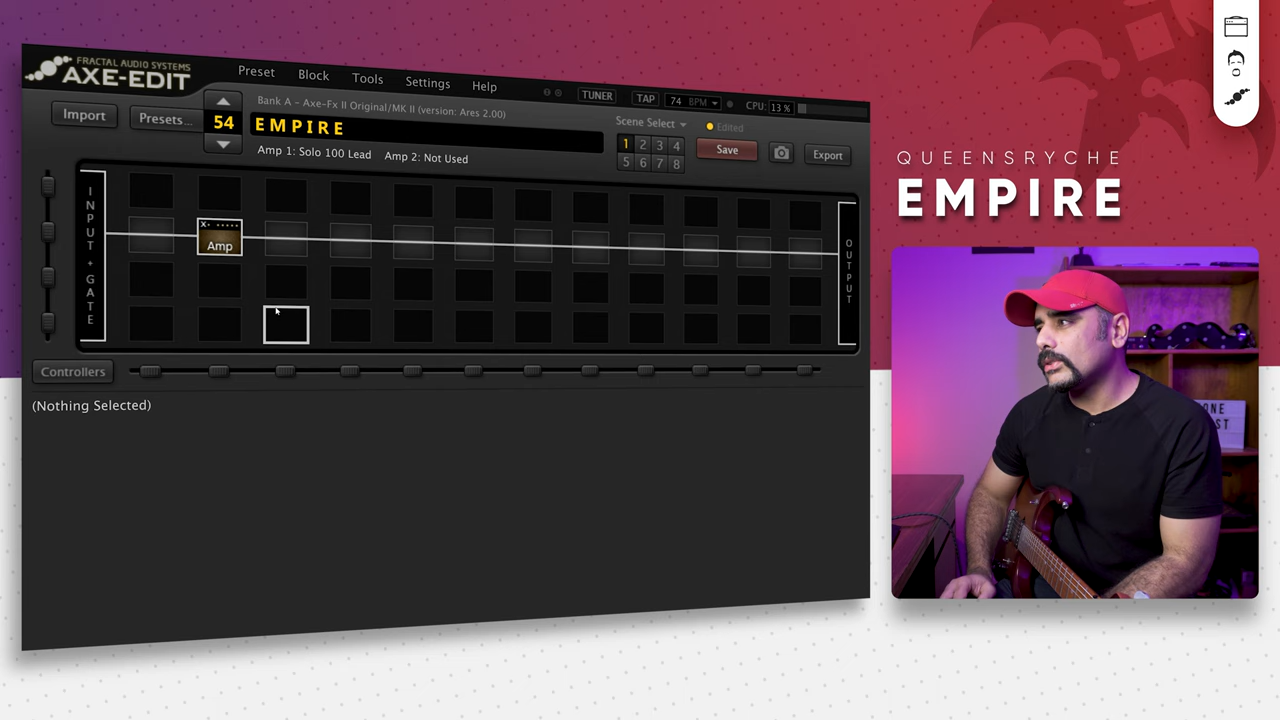 FRACTAL AUDIO SYSTEMS
AXE-EDIT
Preset
Block
Tools
Settings
Help
TUNER
TAP
74 BPM
CPU: 13 %
Import
Presets...
54
Bank A – Axe-Fx II Original/MK II (version: Ares 2.00)
EMPIRE
Amp 1: Solo 100 Lead
Amp 2: Not Used
Scene Select
1 2 3 4
5 6 7 8
Edited
Save
Export
INPUT + GATE
X•
Amp
OUTPUT
Controllers
(Nothing Selected)
QUEENSRYCHE
EMPIRE
ONE
ST